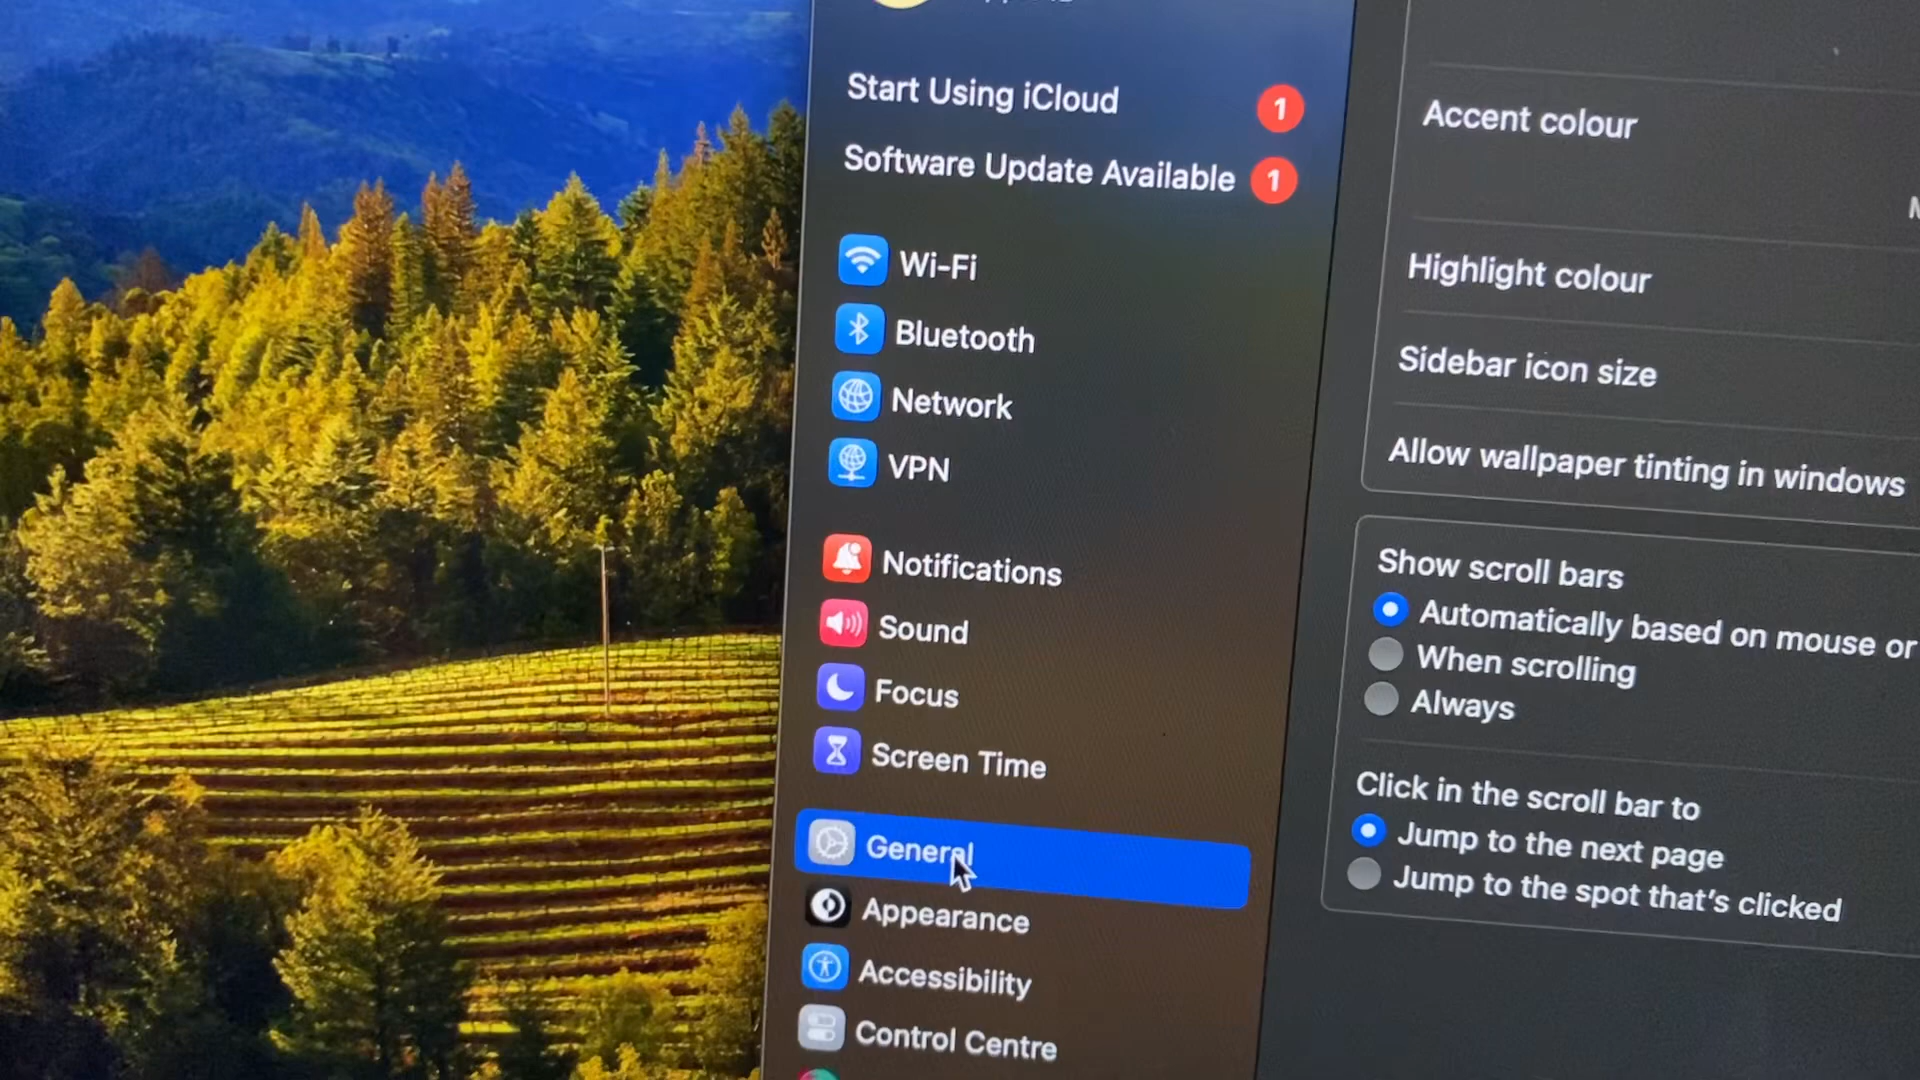 Start Using iCloud
1
Software Update Available
1
Wi-Fi
Bluetooth
Network
VPN
Notifications
Sound
Focus
Screen Time
General
Appearance
Accessibility
Control Centre
Accent colour
Highlight colour
Sidebar icon size
Allow wallpaper tinting in windows
Show scroll bars
Automatically based on mouse or
When scrolling
Always
Click in the scroll bar to
Jump to the next page
Jump to the spot that's clicked